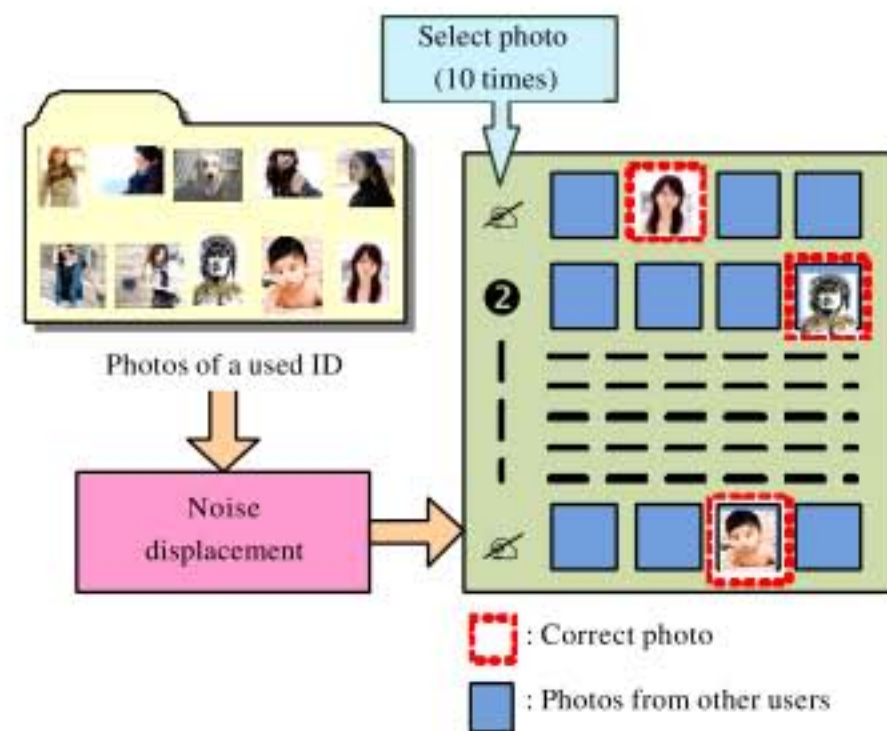 Select photo
(10 times)
❷
Photos of a used ID
Noise
displacement
: Correct photo
: Photos from other users